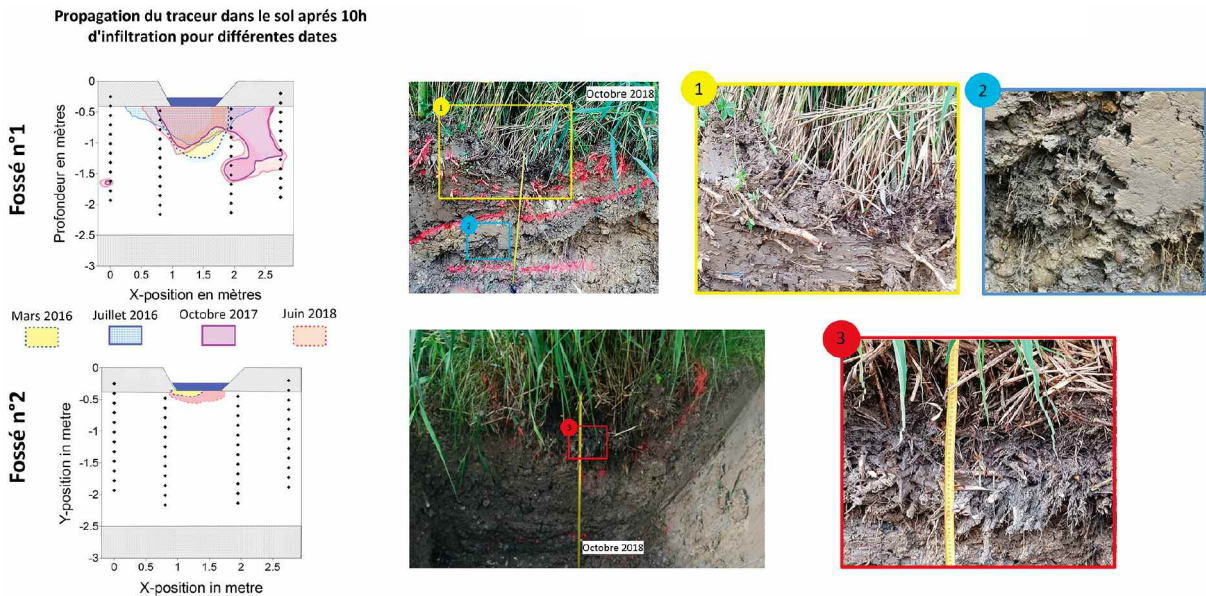 Propagation du traceur dans le sol aprés 10h
d'infiltration pour différentes dates
Fossé n°1
Profondeur en mètres
0
-0.5
-1
-1.5
-2
-2.5
-3
0 0.5 1 1.5 2 2.5
X-position en mètres
Mars 2016 Juillet 2016 Octobre 2017 Juin 2018
Fossé n°2
Y-position in metre
0
-0.5
-1
-1.5
-2
-2.5
-3
0 0.5 1 1.5 2 2.5
X-position in metre
Octobre 2018
1
2
1
2
Octobre 2018
3
3